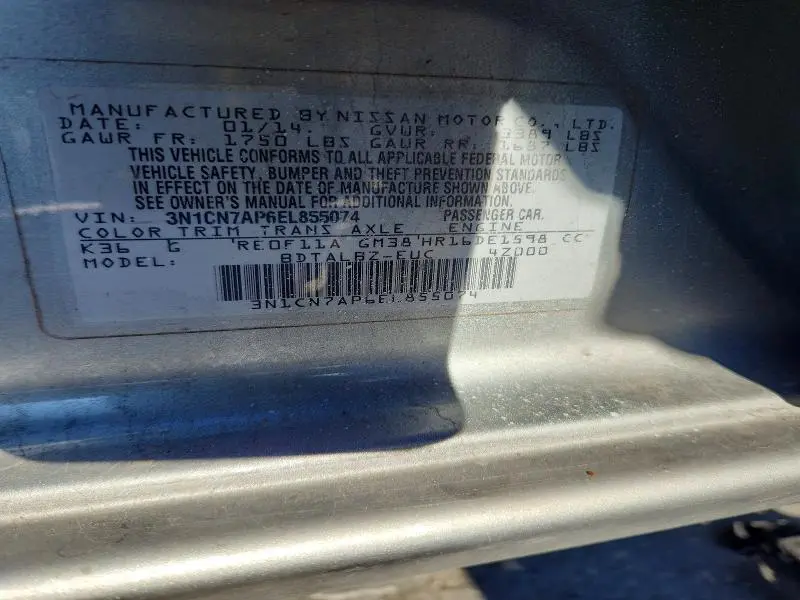 MANUFACTURED BY NISSAN MOTOR CO., LTD.
DATE: 01/14. GVWR: 3389 LBS
GAWR FR: 1750 LBS GAWR RR: 1687 LBS
THIS VEHICLE CONFORMS TO ALL APPLICABLE FEDERAL MOTOR
VEHICLE SAFETY, BUMPER AND THEFT PREVENTION STANDARDS
IN EFFECT ON THE DATE OF MANUFACTURE SHOWN ABOVE.
SEE OWNER'S MANUAL FOR ADDITIONAL INFORMATION.
VIN: 3N1CN7AP6EL855074 PASSENGER CAR.
COLOR TRIM TRANS AXLE ENGINE
K36 G 'RE0F11A GM38'HR16DE1598 CC
MODEL: BDTALBZ-EUC 4Z000
3N1CN7AP6EL855074